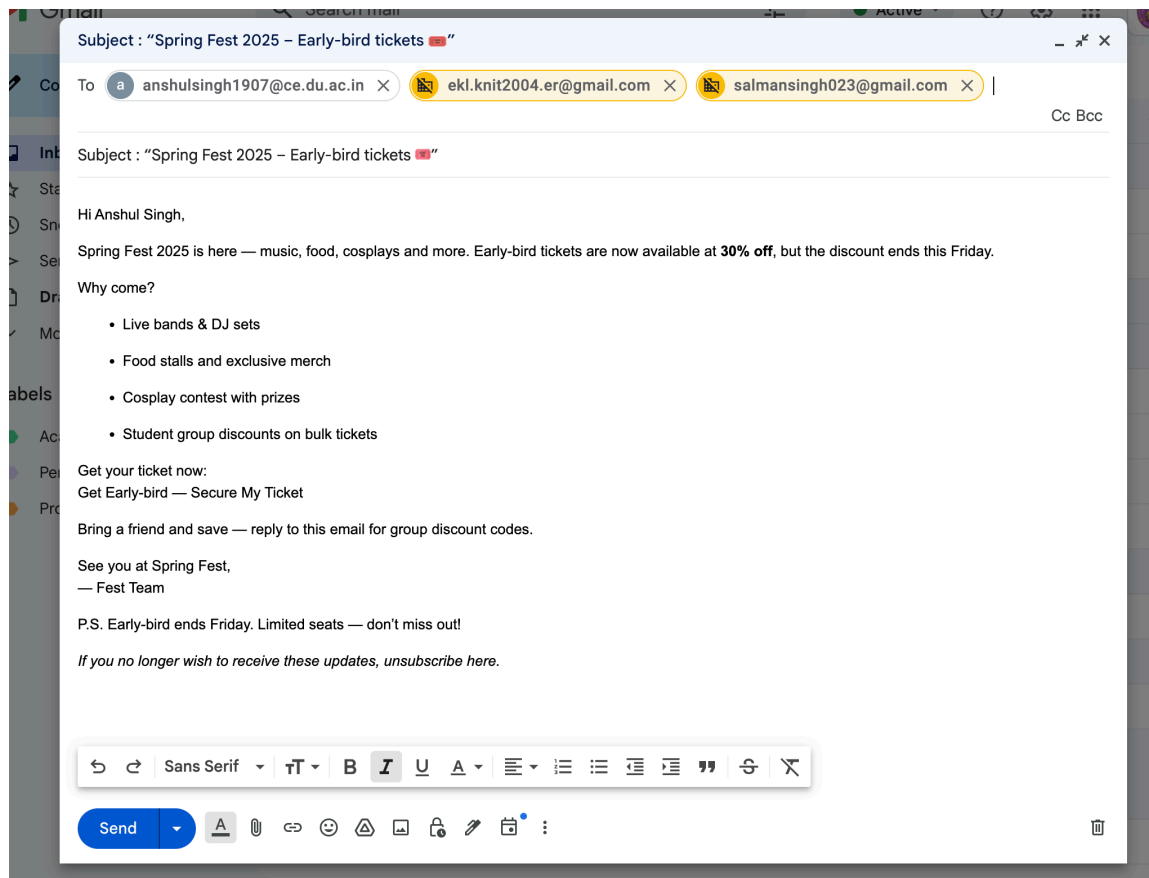 Gmail
Search mail
Active
Subject : “Spring Fest 2025 – Early-bird tickets 🎟️”
To
a anshulsingh1907@ce.du.ac.in
ekl.knit2004.er@gmail.com
salmansingh023@gmail.com
Cc Bcc
Subject : “Spring Fest 2025 – Early-bird tickets 🎟️”
Hi Anshul Singh,
Spring Fest 2025 is here — music, food, cosplays and more. Early-bird tickets are now available at 30% off, but the discount ends this Friday.
Why come?
• Live bands & DJ sets
• Food stalls and exclusive merch
• Cosplay contest with prizes
• Student group discounts on bulk tickets
Get your ticket now:
Get Early-bird — Secure My Ticket
Bring a friend and save — reply to this email for group discount codes.
See you at Spring Fest,
— Fest Team
P.S. Early-bird ends Friday. Limited seats — don’t miss out!
If you no longer wish to receive these updates, unsubscribe here.
Sans Serif
Send